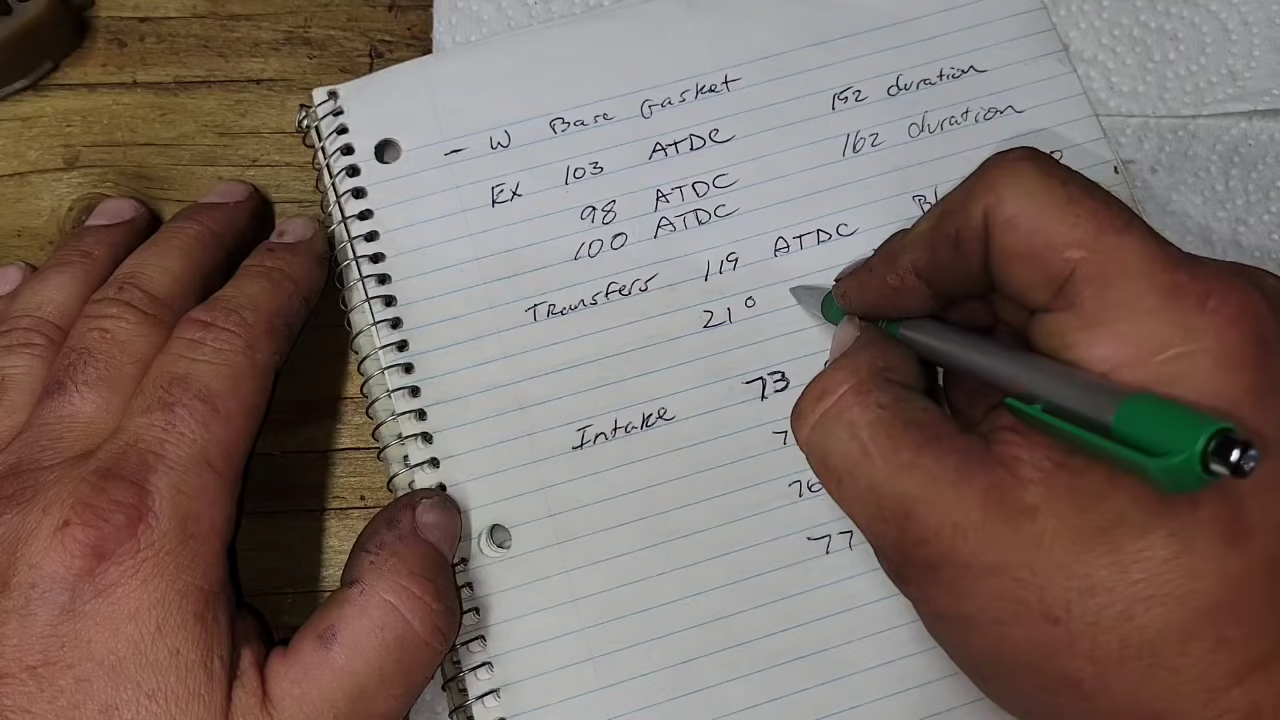 - W Base Gasket
Ex 103 ATDC 152 duration
98 ATDC 162 duration
100 ATDC
Transfers 119 ATDC
21°
Intake 73
76
77